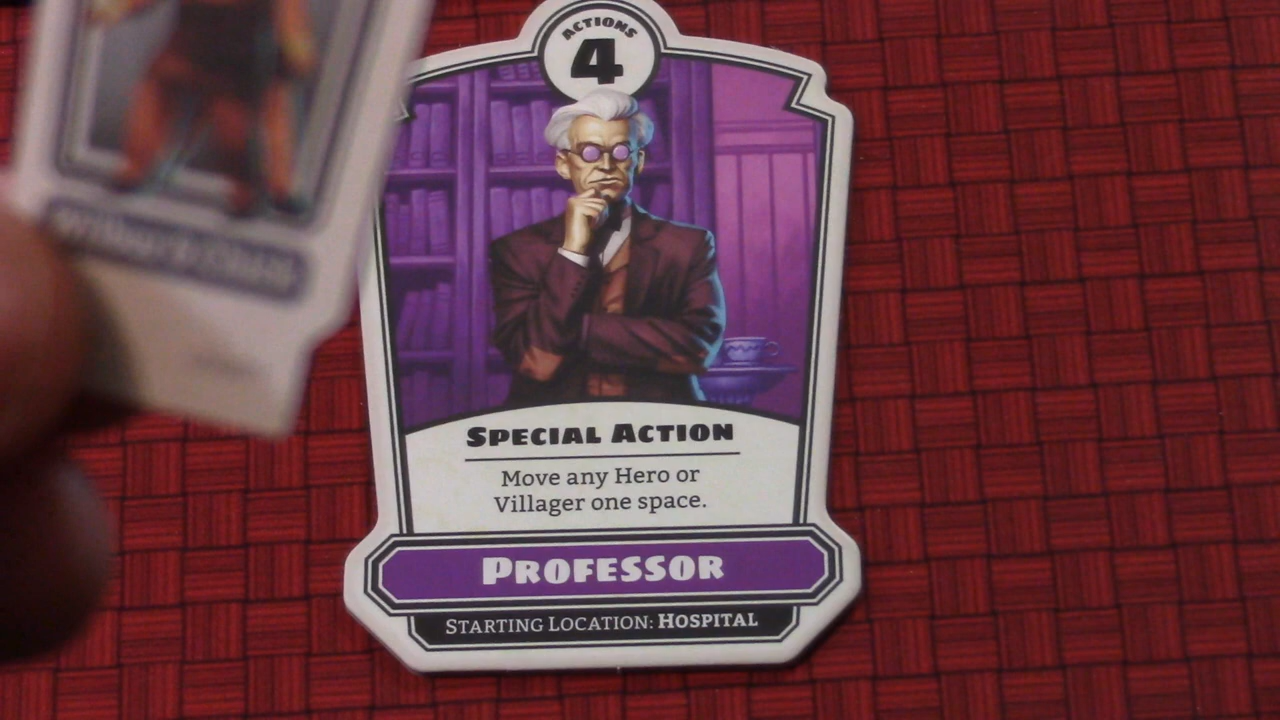 ACTIONS
4
SPECIAL ACTION
Move any Hero or
Villager one space.
PROFESSOR
STARTING LOCATION: HOSPITAL